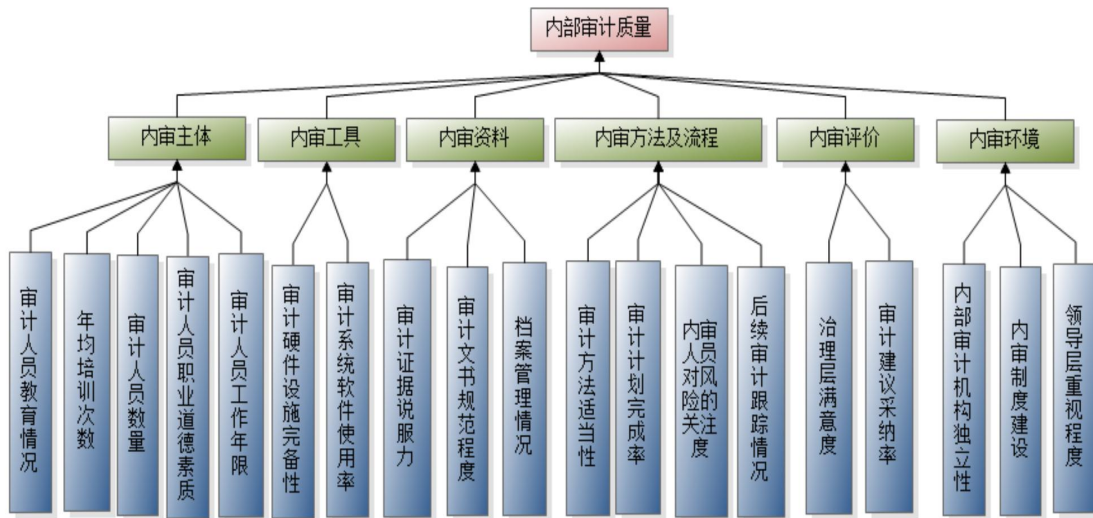 内部审计质量
内审主体
内审工具
内审资料
内审方法及流程
内审评价
内审环境
审计人员教育情况
年均培训次数
审计人员数量
审计人员职业道德素质
审计人员工作年限
审计硬件设施完备性
审计系统软件使用率
审计证据说服力
审计文书规范程度
档案管理情况
审计方法适当性
审计计划完成率
内审
人员
对风
险的
关注
度
后续审计跟踪情况
治理层满意度
审计建议采纳率
内部审计机构独立性
内审制度建设
领导层重视程度